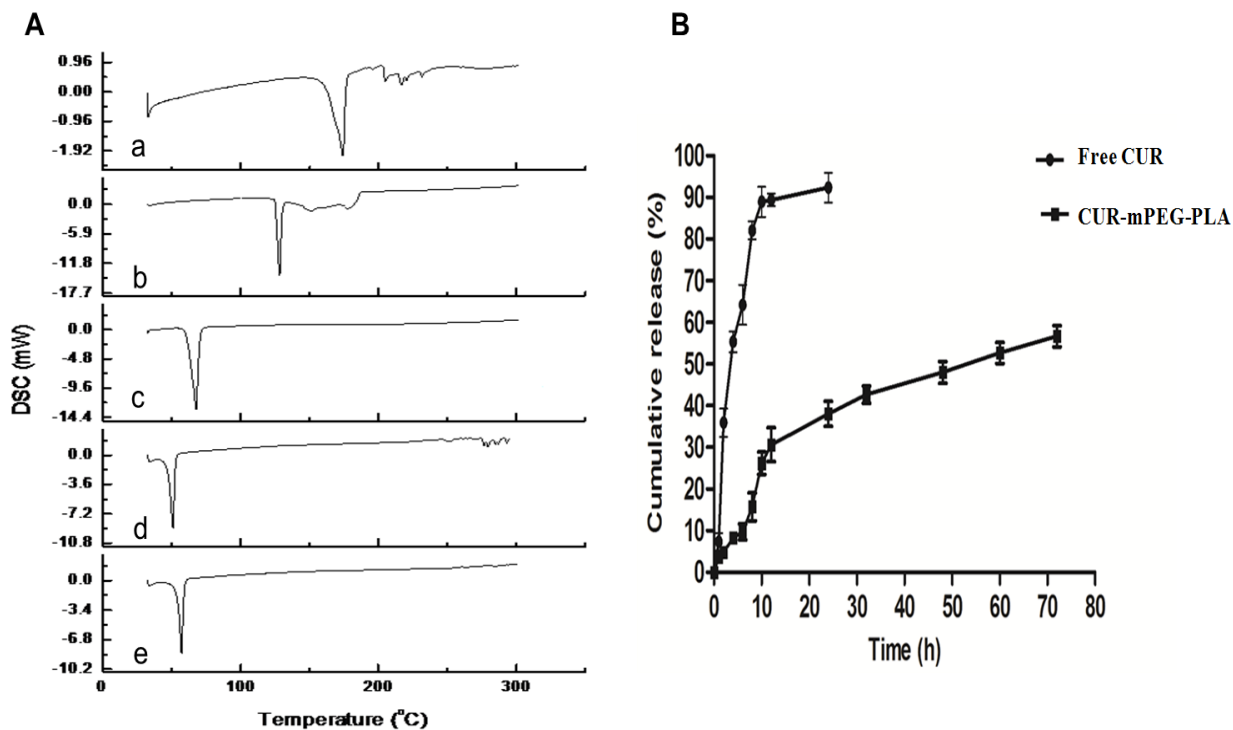 A
B
0.96
0.00
-0.96
-1.92
a
0.0
-5.9
-11.8
-17.7
b
0.0
-4.8
-9.6
-14.4
c
0.0
-3.6
-7.2
-10.8
d
0.0
-3.4
-6.8
-10.2
e
0 100 200 300
DSC (mW)
Temperature (°C)
100
90
80
70
60
50
40
30
20
10
0
0 10 20 30 40 50 60 70 80
Cumulative release (%)
Time (h)
Free CUR
CUR-mPEG-PLA